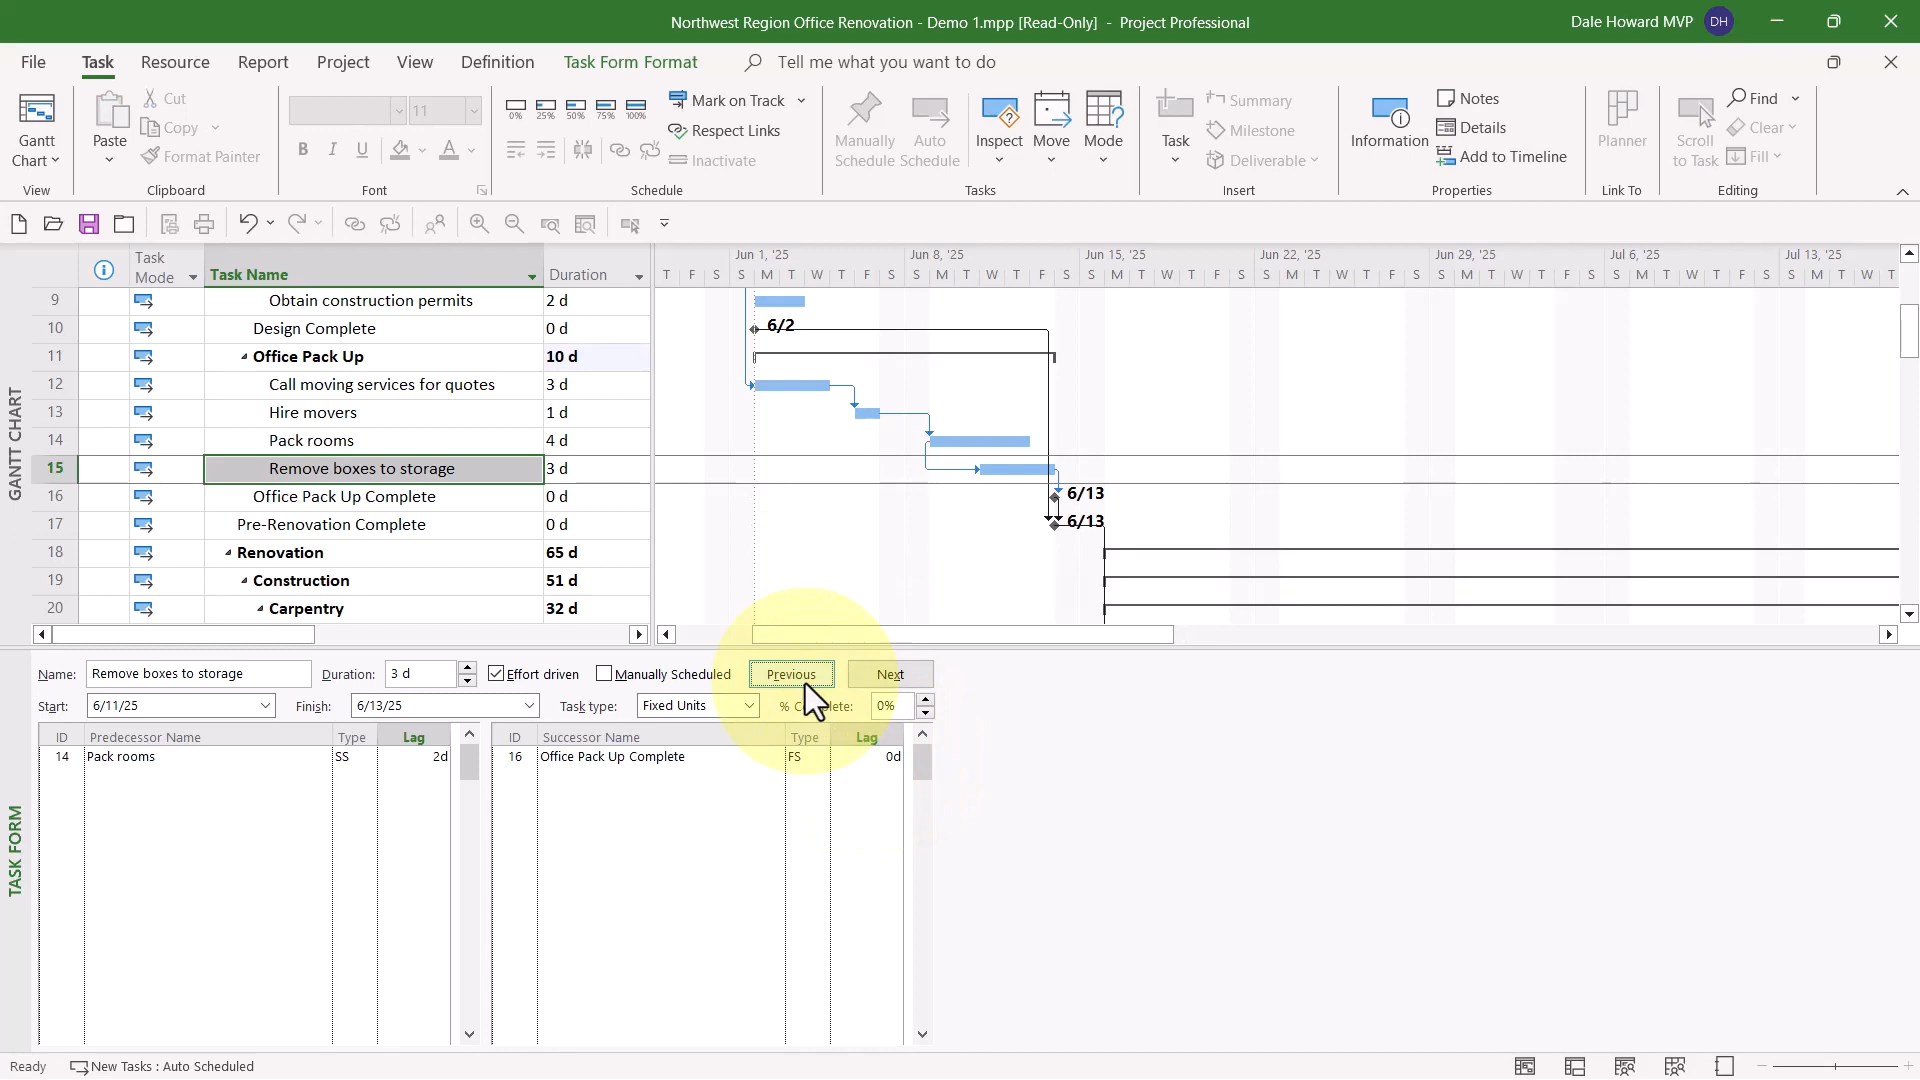 Northwest Region Office Renovation - Demo 1.mpp [Read-Only] - Project Professional
Dale Howard MVP DH
File Task Resource Report Project View Definition Task Form Format Tell me what you want to do
Gantt Chart
View
Paste
Cut
Copy
Format Painter
Clipboard
11
B I U A
Font
0% 25% 50% 75% 100%
Mark on Track
Respect Links
Inactivate
Schedule
Manually Schedule
Auto Schedule
Inspect
Move
Mode
Tasks
Task
Summary
Milestone
Deliverable
Insert
Information
Notes
Details
Add to Timeline
Properties
Planner
Link To
Scroll to Task
Find
Clear
Fill
Editing
GANTT CHART
Task Mode Task Name Duration
Jun 1, '25 Jun 8, '25 Jun 15, '25 Jun 22, '25 Jun 29, '25 Jul 6, '25 Jul 13, '25
T F S S M T W T F S S M T W T F S S M T W T F S S M T W T F S S M T W T F S S M T W T F S S M T W T
9 Obtain construction permits 2 d
10 Design Complete 0 d 6/2
11 Office Pack Up 10 d
12 Call moving services for quotes 3 d
13 Hire movers 1 d
14 Pack rooms 4 d
15 Remove boxes to storage 3 d
16 Office Pack Up Complete 0 d 6/13
17 Pre-Renovation Complete 0 d 6/13
18 Renovation 65 d
19 Construction 51 d
20 Carpentry 32 d
TASK FORM
Name: Remove boxes to storage Duration: 3 d Effort driven Manually Scheduled Previous Next
Start: 6/11/25 Finish: 6/13/25 Task type: Fixed Units % Complete: 0%
ID Predecessor Name Type Lag ID Successor Name Type Lag
14 Pack rooms SS 2d 16 Office Pack Up Complete FS 0d
Ready New Tasks : Auto Scheduled